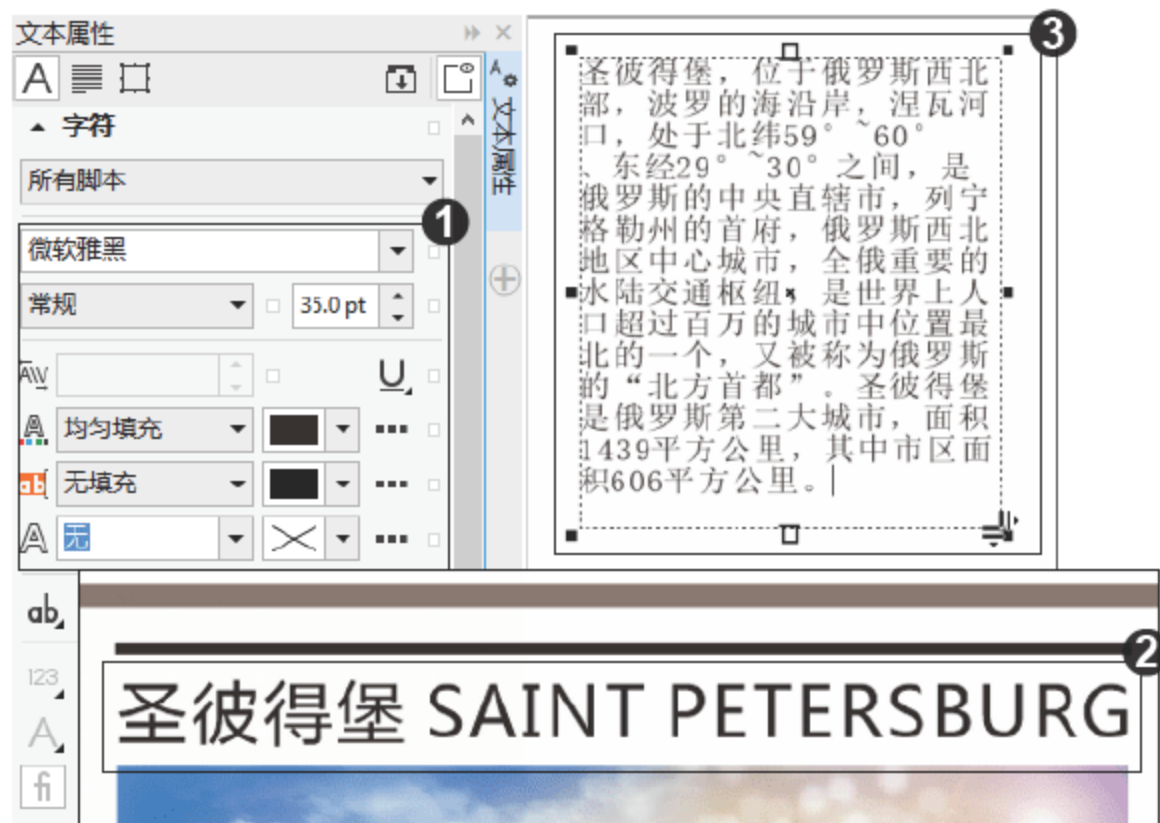 文本属性
字符
所有脚本
1
微软雅黑
常规
35.0 pt
均匀填充
ab
无填充
无
ab
123
A
fi
文本属性
3
圣彼得堡，位于俄罗斯西北
部，波罗的海沿岸，涅瓦河
口，处于北纬59°~60°
、东经29°~30°之间，是
俄罗斯的中央直辖市，列宁
格勒州的首府，俄罗斯西北
地区中心城市，全俄重要的
水陆交通枢纽，是世界上人
口超过百万的城市中位置最
北的一个，又被称为俄罗斯
的“北方首都”。圣彼得堡
是俄罗斯第二大城市，面积
1439平方公里，其中市区面
积606平方公里。
2
圣彼得堡 SAINT PETERSBURG